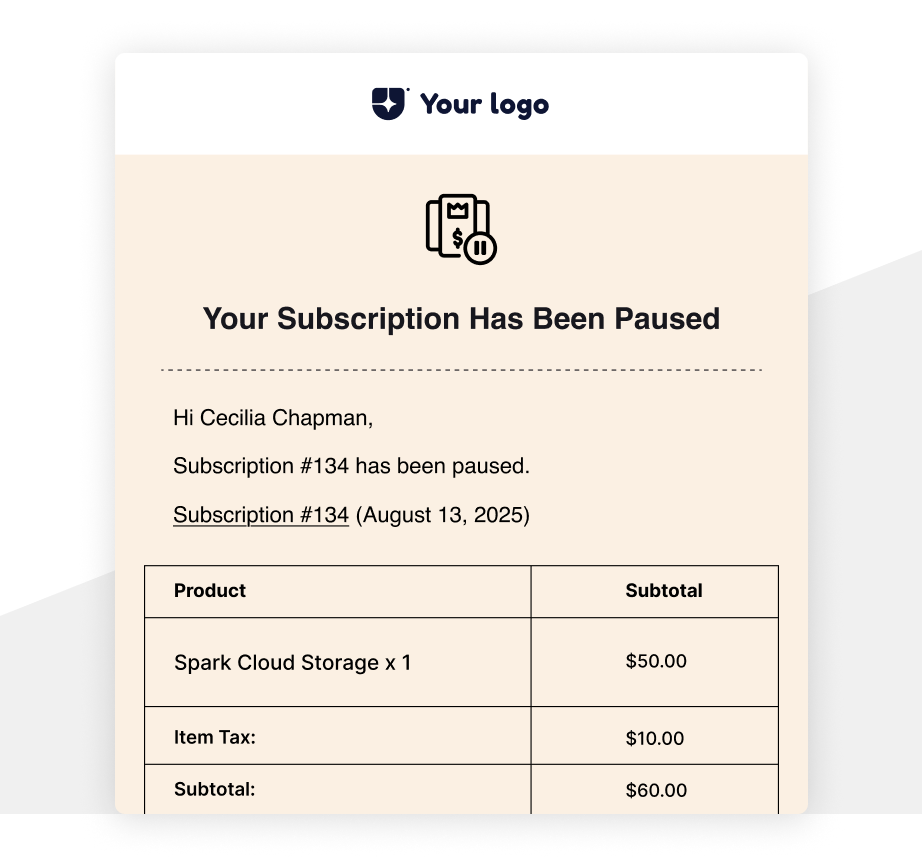 Your logo
$
Your Subscription Has Been Paused
Hi Cecilia Chapman,
Subscription #134 has been paused.
Subscription #134 (August 13, 2025)
Product Subtotal
Spark Cloud Storage x 1 $50.00
Item Tax: $10.00
Subtotal: $60.00